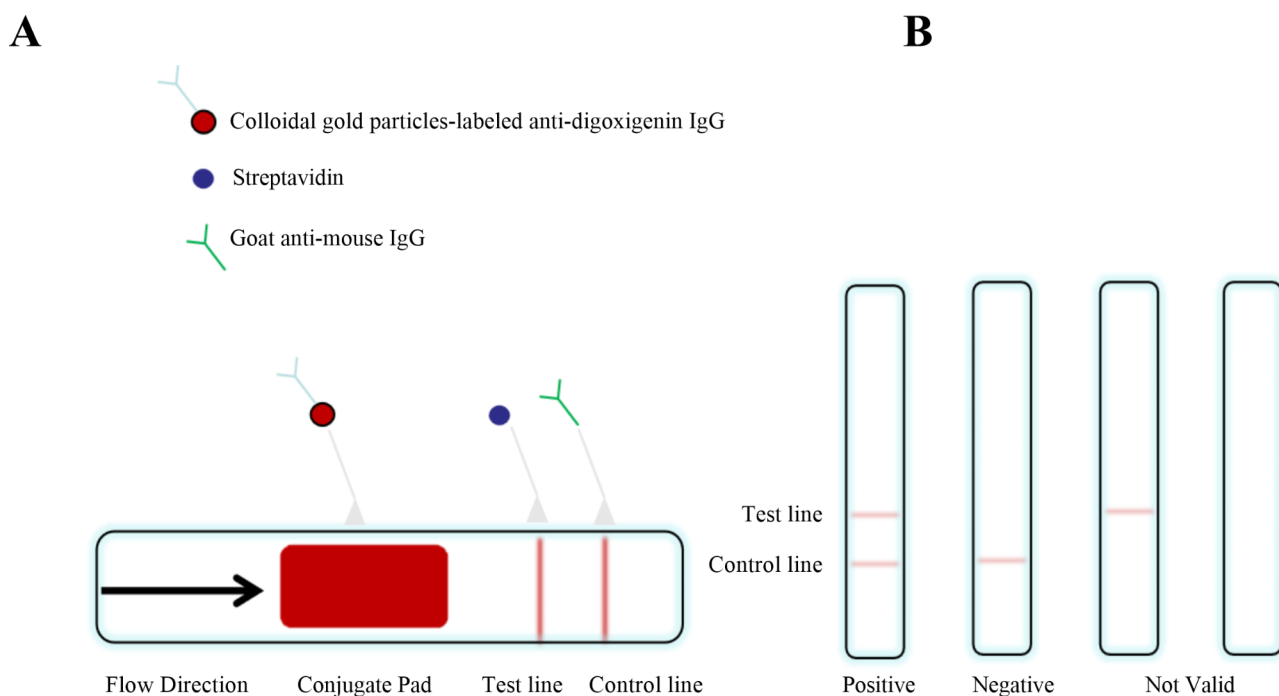 A
B
Colloidal gold particles-labeled anti-digoxigenin IgG
Streptavidin
Goat anti-mouse IgG
Test line
Control line
Flow Direction
Conjugate Pad
Test line
Control line
Positive
Negative
Not Valid